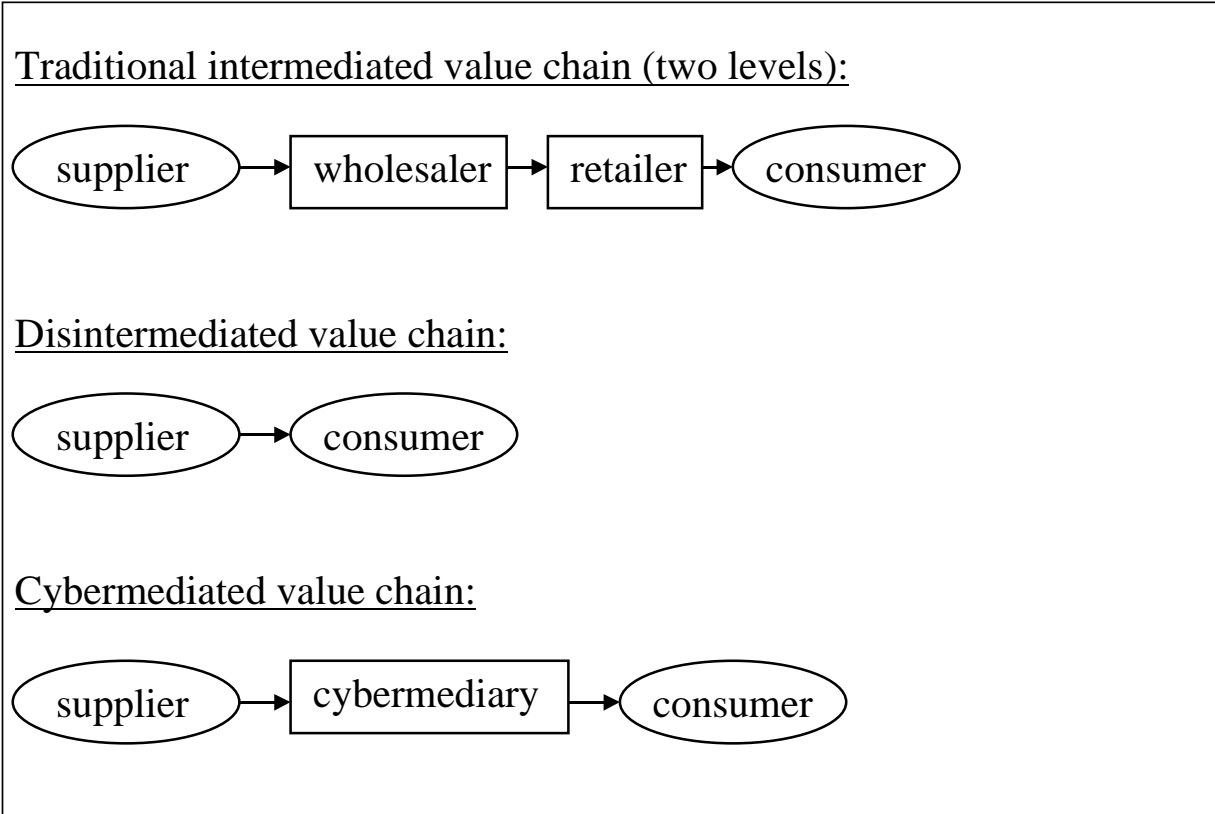 Traditional intermediated value chain (two levels):
supplier wholesaler retailer consumer
Disintermediated value chain:
supplier consumer
Cybermediated value chain:
supplier cybermediary consumer